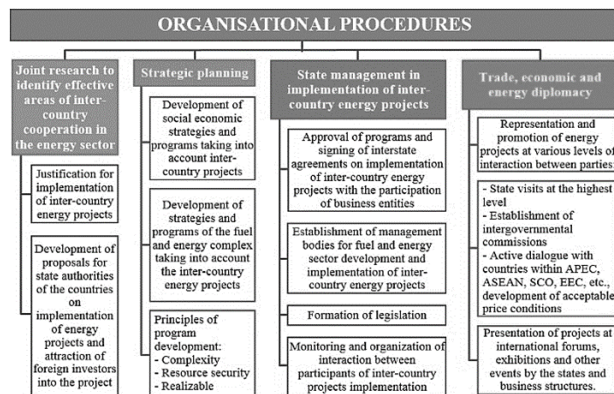 ORGANISATIONAL PROCEDURES
Joint research to
identify effective
areas of inter-
country
cooperation in
the energy sector
Justification for
implementation of
inter-country
energy projects
Development of
proposals for
state authorities
of the countries
on
implementation
of energy
projects and
attraction of
foreign investors
into the project
Strategic planning
Development of
social economic
strategies and
programs taking into
account inter-
country projects
Development of
strategies and
programs of the fuel
and energy complex
taking into account
the inter-country
energy projects
Principles of
program
development:
- Complexity
- Resource security
- Realizable
State management in
implementation of inter-
country energy projects
Approval of programs and
signing of interstate
agreements on implementation
of inter-country energy
projects with the participation
of business entities
Establishment of management
bodies for fuel and energy
sector development and
implementation of inter-
country energy projects
Formation of legislation
Monitoring and organization of
interaction between
participants of inter-country
projects implementation
Trade, economic and
energy diplomacy
Representation and
promotion of energy
projects at various levels of
interaction between parties:
- State visits at the highest
level
- Establishment of
intergovernmental
commissions
- Active dialogue with
countries within APEC,
ASEAN, SCO, EEC, etc.,
development of acceptable
price conditions
Presentation of projects at
international forums,
exhibitions and other
events by the states and
business structures.